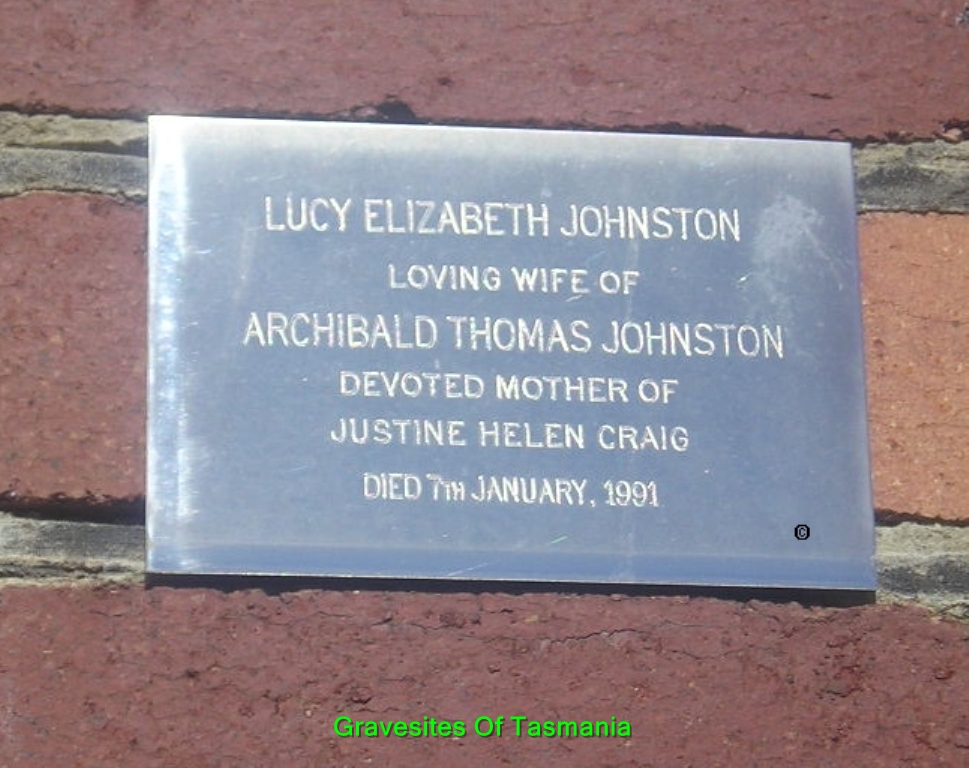 LUCY ELIZABETH JOHNSTON
LOVING WIFE OF
ARCHIBALD THOMAS JOHNSTON
DEVOTED MOTHER OF
JUSTINE HELEN CRAIG
DIED 7TH JANUARY, 1991
©
Gravesites Of Tasmania